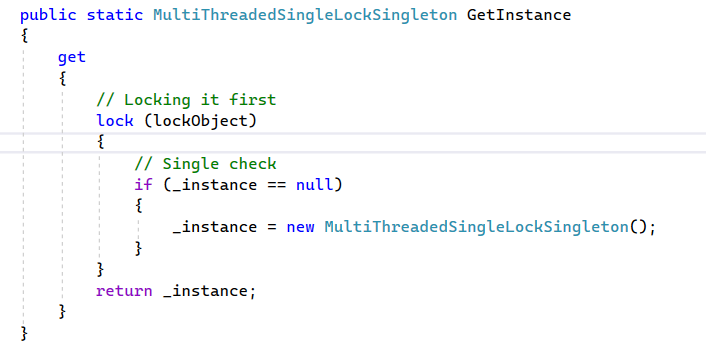 public static MultiThreadedSingleLockSingleton GetInstance
{
get
{
// Locking it first
lock (lockObject)
{
// Single check
if (_instance == null)
{
_instance = new MultiThreadedSingleLockSingleton();
}
}
return _instance;
}
}